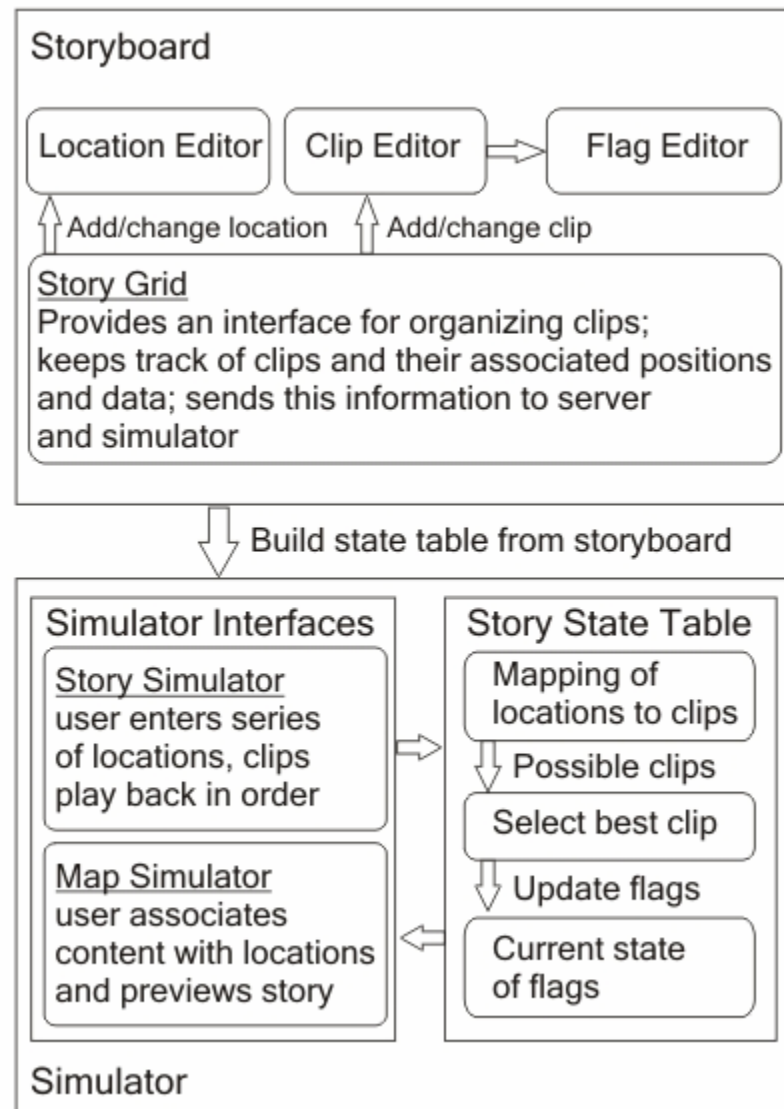 Storyboard
Location Editor
Clip Editor
Flag Editor
Add/change location
Add/change clip
Story Grid
Provides an interface for organizing clips;
keeps track of clips and their associated positions
and data; sends this information to server
and simulator
Build state table from storyboard
Simulator Interfaces
Story Simulator
user enters series
of locations, clips
play back in order
Map Simulator
user associates
content with locations
and previews story
Story State Table
Mapping of
locations to clips
Possible clips
Select best clip
Update flags
Current state
of flags
Simulator